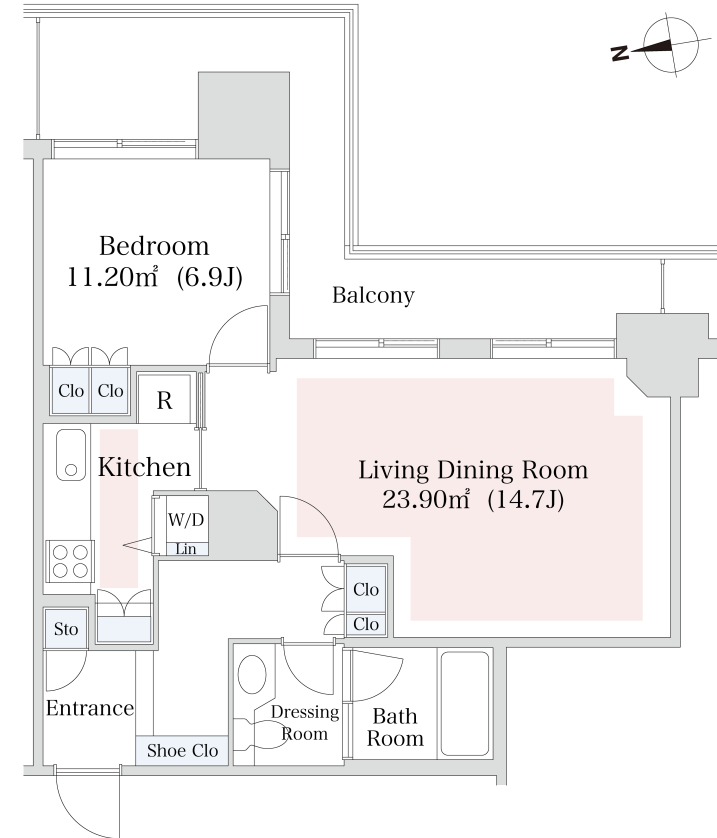 N
Bedroom
11.20㎡ (6.9J)
Balcony
Clo
Clo
R
Kitchen
Living Dining Room
23.90㎡ (14.7J)
W/D
Lin
Clo
Clo
Sto
Entrance
Dressing
Room
Bath
Room
Shoe Clo